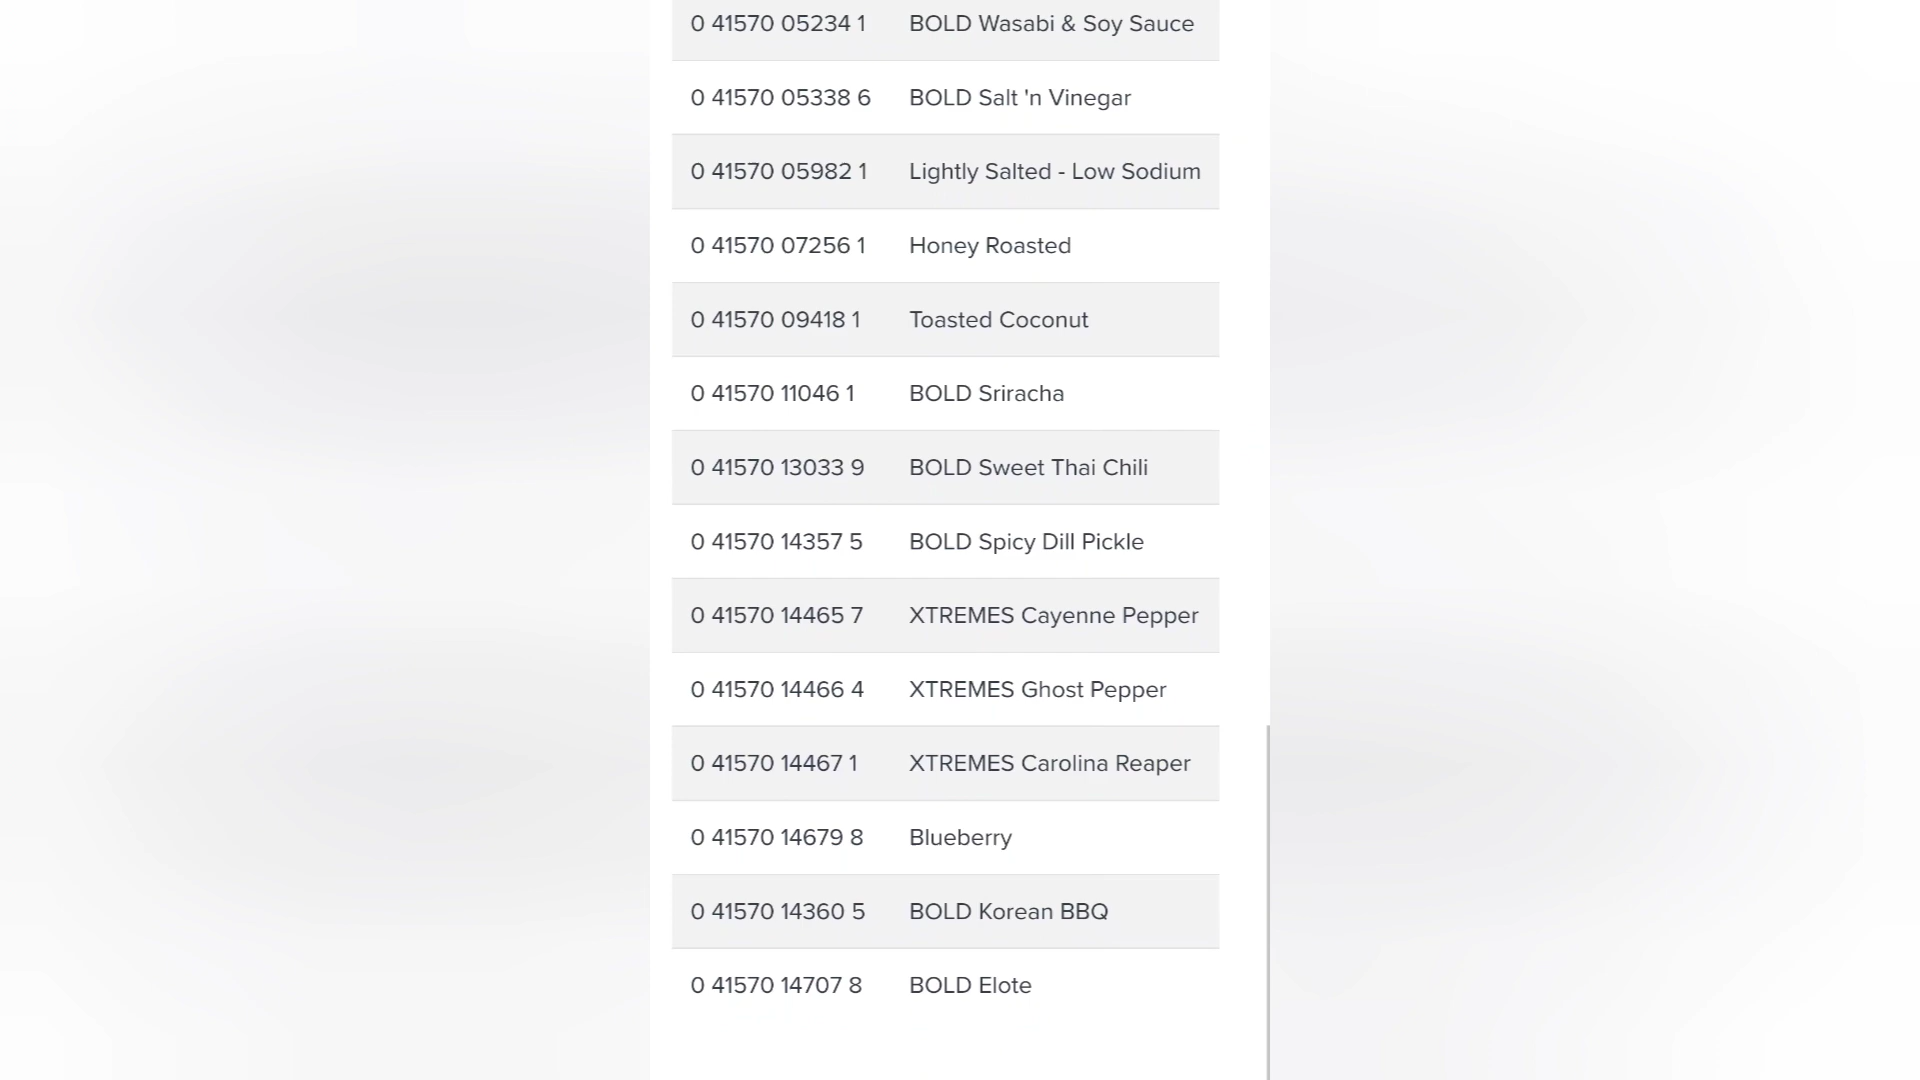 0 41570 05234 1 BOLD Wasabi & Soy Sauce
0 41570 05338 6 BOLD Salt 'n Vinegar
0 41570 05982 1 Lightly Salted - Low Sodium
0 41570 07256 1 Honey Roasted
0 41570 09418 1 Toasted Coconut
0 41570 11046 1 BOLD Sriracha
0 41570 13033 9 BOLD Sweet Thai Chili
0 41570 14357 5 BOLD Spicy Dill Pickle
0 41570 14465 7 XTREMES Cayenne Pepper
0 41570 14466 4 XTREMES Ghost Pepper
0 41570 14467 1 XTREMES Carolina Reaper
0 41570 14679 8 Blueberry
0 41570 14360 5 BOLD Korean BBQ
0 41570 14707 8 BOLD Elote